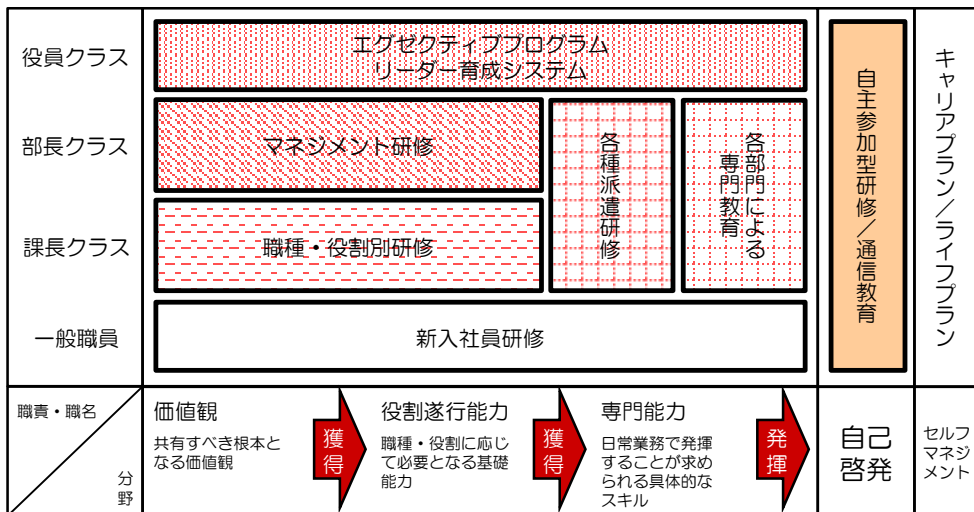 役員クラス
エグゼクティブプログラム
リーダー育成システム
部長クラス
マネジメント研修
課長クラス
職種・役割別研修
各種派遣研修
各部門による
専門教育
一般職員
新入社員研修
自主参加型研修／通信教育
キャリアプラン／ライフプラン
職責・職名
分野
価値観
共有すべき根本と
なる価値観
獲得
役割遂行能力
職種・役割に応じ
て必要となる基礎
能力
獲得
専門能力
日常業務で発揮
することが求め
られる具体的な
スキル
発揮
自己
啓発
セルフ
マネジ
メント